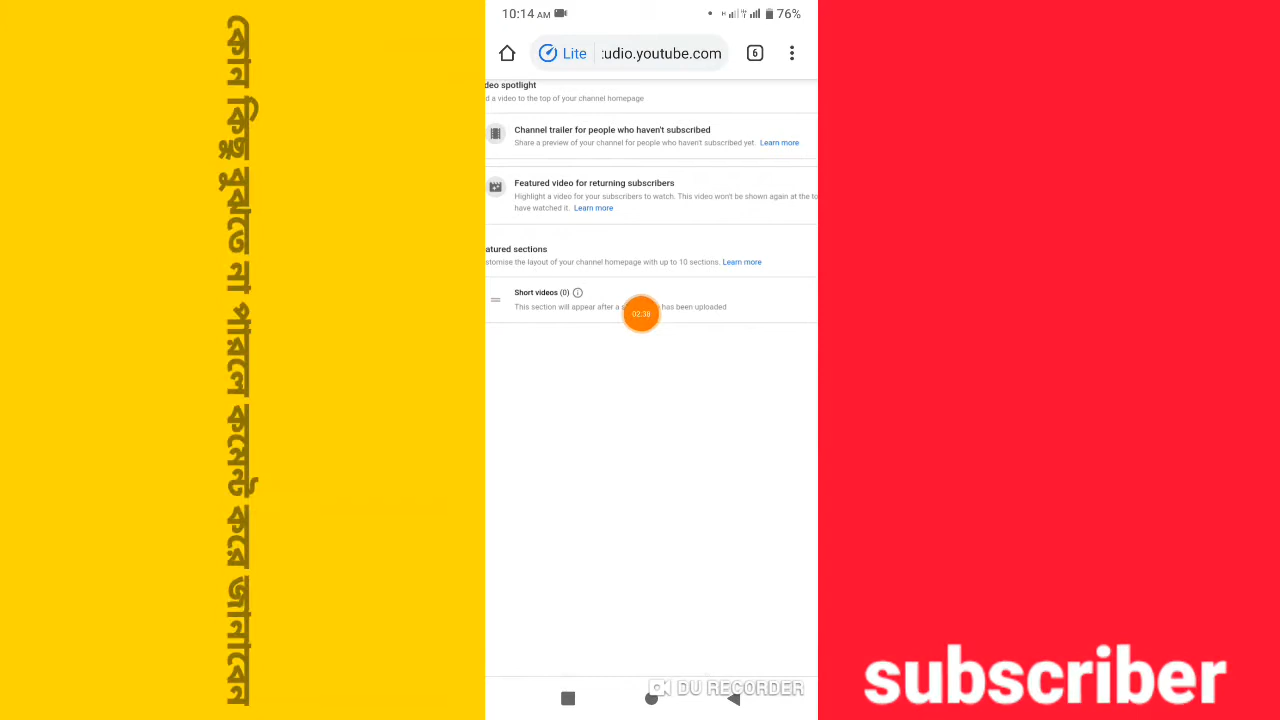 কোন কিছু বুঝতে না পারলে কমেন্ট করে জানাবেন
10:14 AM
76%
Lite
:udio.youtube.com
6
deo spotlight
d a video to the top of your channel homepage
Channel trailer for people who haven't subscribed
Share a preview of your channel for people who haven't subscribed yet. Learn more
Featured video for returning subscribers
Highlight a video for your subscribers to watch. This video won't be shown again at the to
have watched it. Learn more
atured sections
stomise the layout of your channel homepage with up to 10 sections. Learn more
Short videos (0)
This section will appear after a s has been uploaded
02:38
DU RECORDER
subscriber